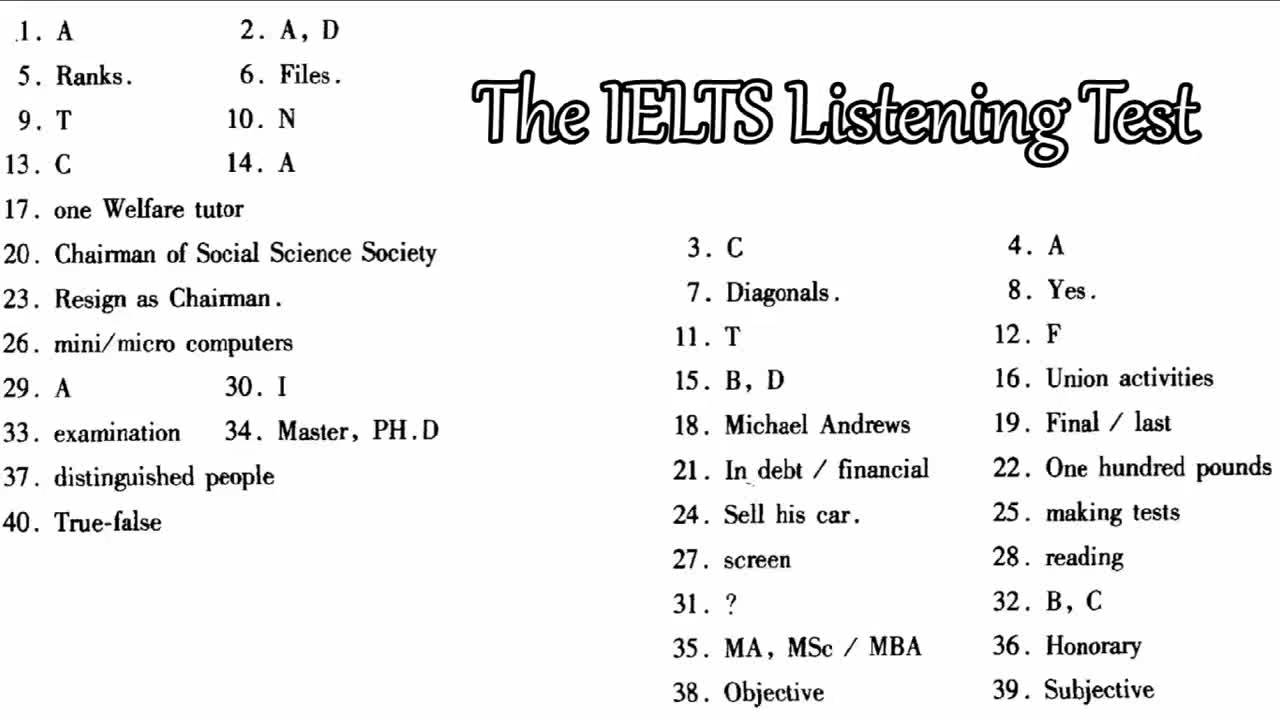 The IELTS Listening Test
1. A 2. A, D
5. Ranks. 6. Files.
9. T 10. N
13. C 14. A
17. one Welfare tutor
20. Chairman of Social Science Society
23. Resign as Chairman.
26. mini/micro computers
29. A 30. I
33. examination 34. Master, PH.D
37. distinguished people
40. True-false
3. C 4. A
7. Diagonals. 8. Yes.
11. T 12. F
15. B, D 16. Union activities
18. Michael Andrews 19. Final / last
21. In debt / financial 22. One hundred pounds
24. Sell his car. 25. making tests
27. screen 28. reading
31. ? 32. B, C
35. MA, MSc / MBA 36. Honorary
38. Objective 39. Subjective